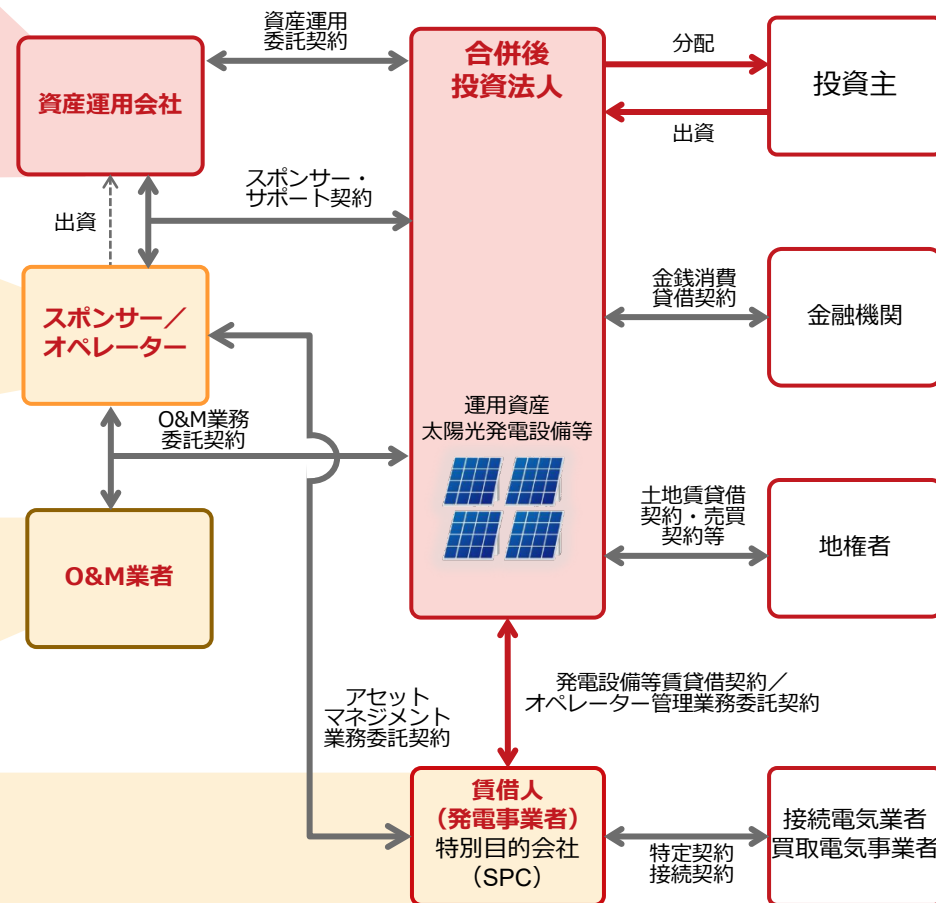 資産運用
委託契約
資産運用会社
合併後
投資法人
分配
出資
投資主
スポンサー・
サポート契約
出資
スポンサー／
オペレーター
金銭消費
貸借契約
金融機関
O&M業務
委託契約
運用資産
太陽光発電設備等
O&M業者
土地賃貸借
契約・売買
契約等
地権者
アセット
マネジメント
業務委託契約
発電設備等賃貸借契約／
オペレーター管理業務委託契約
賃借人
（発電事業者）
特別目的会社
（SPC）
特定契約
接続契約
接続電気業者
買取電気事業者